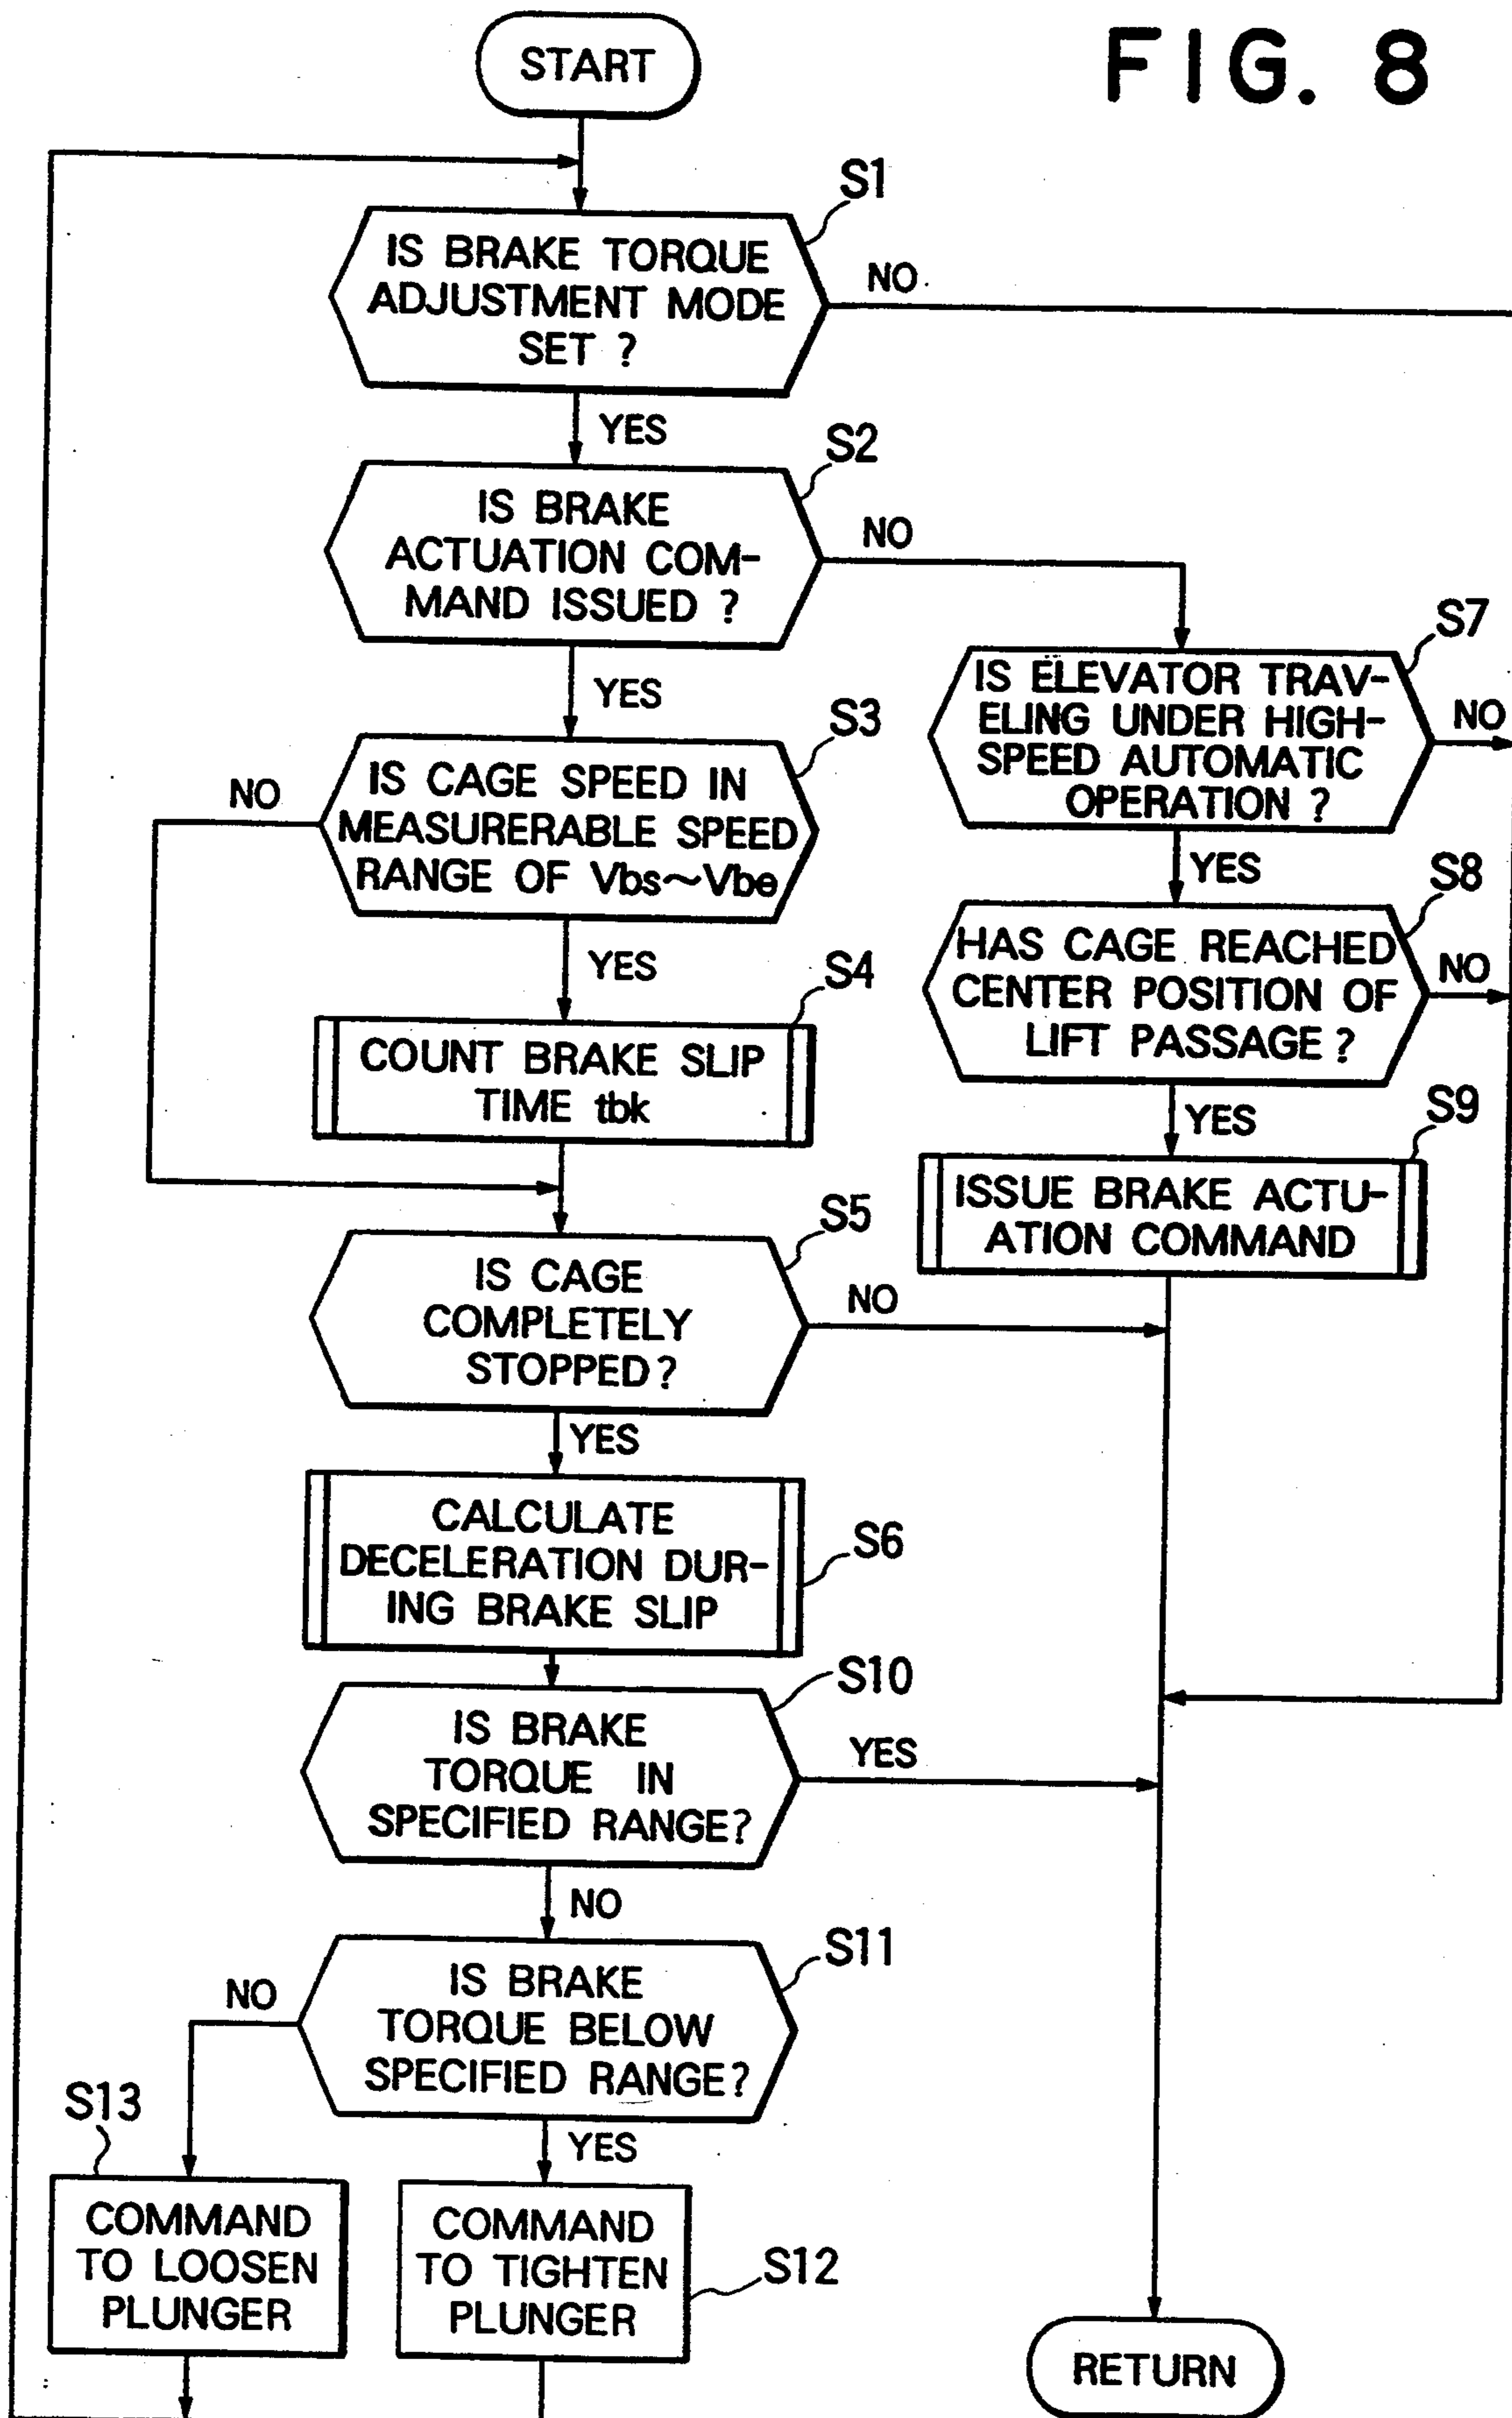 FIG. 8
START
S1
IS BRAKE TORQUE
ADJUSTMENT MODE
SET ?
NO
YES
S2
IS BRAKE
ACTUATION COM-
MAND ISSUED ?
NO
YES
S3
IS CAGE SPEED IN
MEASURERABLE SPEED
RANGE OF Vbs~Vbe
NO
YES
S4
COUNT BRAKE SLIP
TIME tbk
S5
IS CAGE
COMPLETELY
STOPPED?
NO
YES
CALCULATE
DECELERATION DUR-
ING BRAKE SLIP
S6
S7
IS ELEVATOR TRAV-
ELING UNDER HIGH-
SPEED AUTOMATIC
OPERATION ?
NO
YES
S8
HAS CAGE REACHED
CENTER POSITION OF
LIFT PASSAGE?
NO
YES
S9
ISSUE BRAKE ACTU-
ATION COMMAND
S10
IS BRAKE
TORQUE IN
SPECIFIED RANGE?
YES
NO
S11
IS BRAKE
TORQUE BELOW
SPECIFIED RANGE?
NO
YES
S13
COMMAND
TO LOOSEN
PLUNGER
COMMAND
TO TIGHTEN
PLUNGER
S12
RETURN